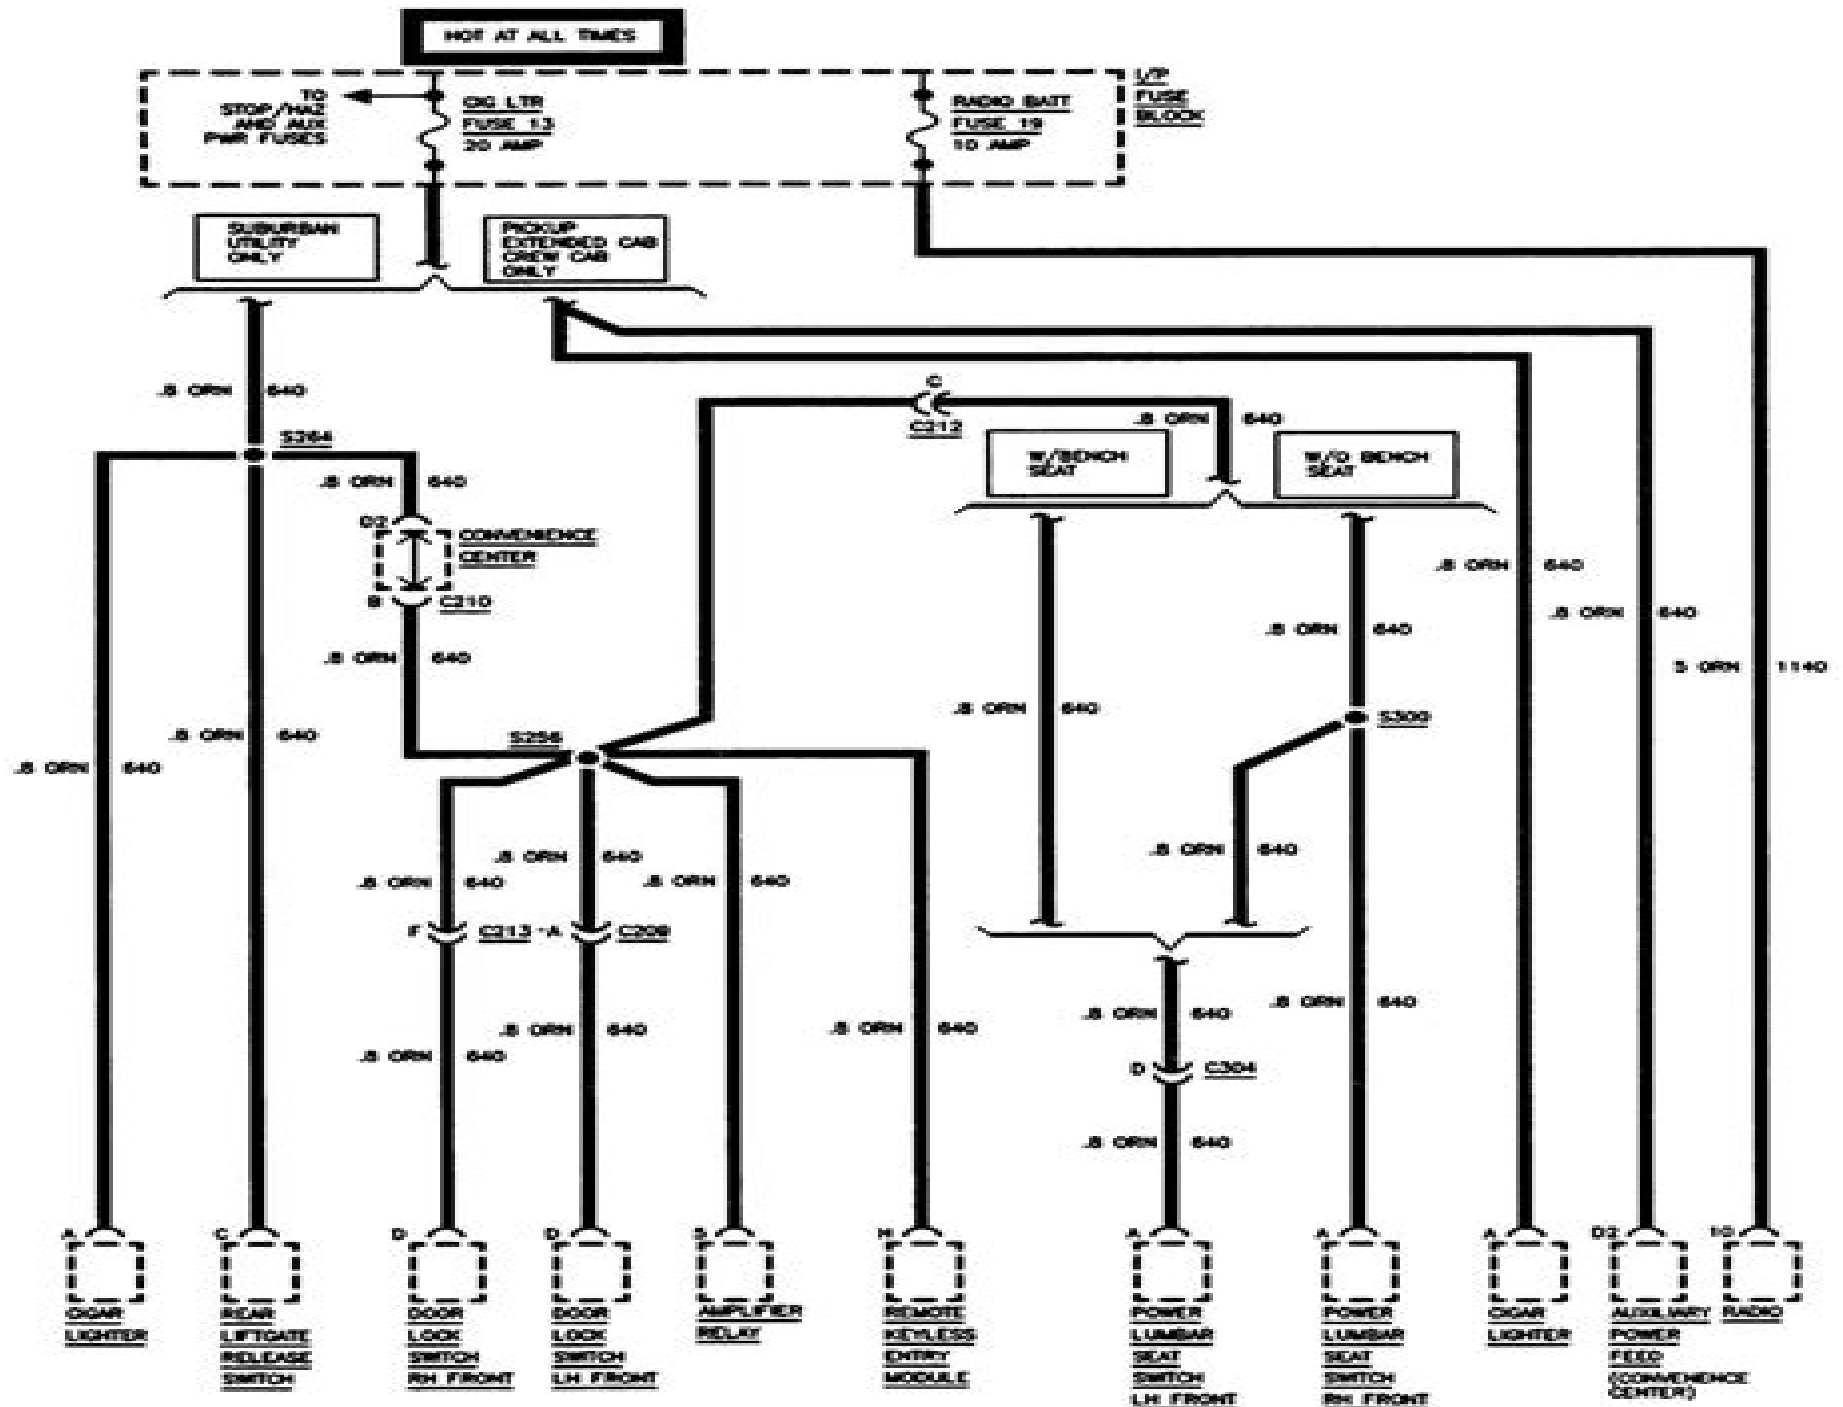 HOT AT ALL TIMES
TO
STOP/HAZ
AND AUX
PWR FUSES
CIG LTR
FUSE 13
20 AMP
RADIO BATT
FUSE 19
10 AMP
I/P
FUSE
BLOCK
SUBURBAN
UTILITY
ONLY
PICKUP
EXTENDED CAB
CREW CAB
ONLY
.8 ORN 640
S264
.8 ORN 640
D2
CONVENIENCE
CENTER
B C210
.8 ORN 640
C
C212
.8 ORN 640
W/BENCH
SEAT
W/O BENCH
SEAT
.8 ORN 640
.8 ORN 640
.8 ORN 640
5 ORN 1140
.8 ORN 640
S300
.8 ORN 640
.8 ORN 640
S256
.8 ORN 640
.8 ORN 640
.8 ORN 640
.8 ORN 640
.8 ORN 640
F C213 A C209
.8 ORN 640
.8 ORN 640
.8 ORN 640
.8 ORN 640
.8 ORN 640
D C304
.8 ORN 640
A
CIGAR
LIGHTER
C
REAR
LIFTGATE
RELEASE
SWITCH
D
DOOR
LOCK
SWITCH
RH FRONT
D
DOOR
LOCK
SWITCH
LH FRONT
AMPLIFIER
RELAY
REMOTE
KEYLESS
ENTRY
MODULE
A
POWER
LUMBAR
SEAT
SWITCH
LH FRONT
A
POWER
LUMBAR
SEAT
SWITCH
RH FRONT
A
CIGAR
LIGHTER
D2
AUXILIARY
POWER
FEED
(CONVENIENCE
CENTER)
10
RADIO